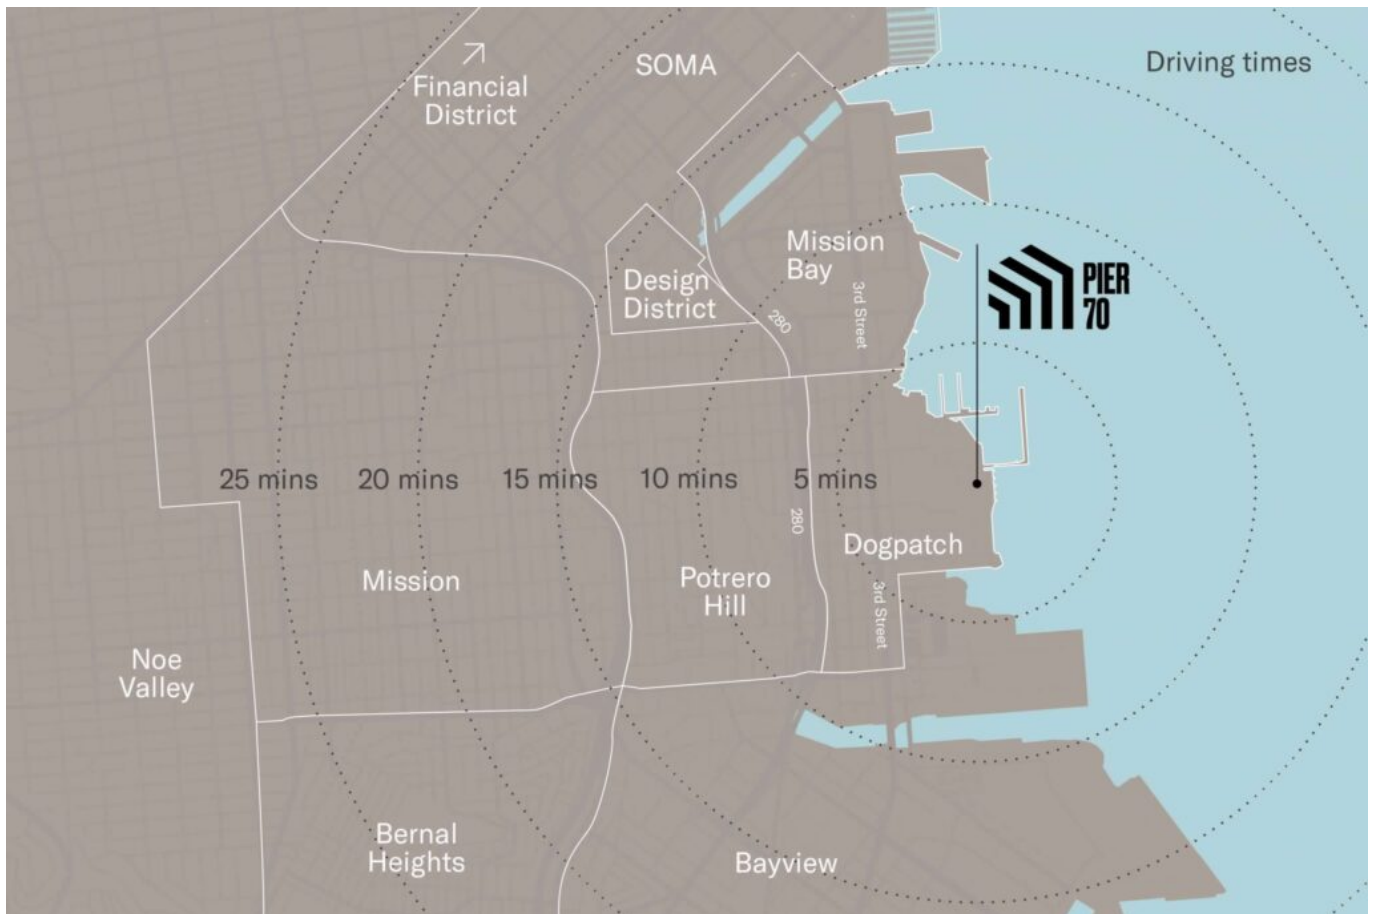 SOMA
Driving times
Financial
District
Mission
Bay
PIER
70
Design
District
3rd Street
280
25 mins
20 mins
15 mins
10 mins
5 mins
280
Dogpatch
Mission
Potrero
Hill
3rd Street
Noe
Valley
Bernal
Heights
Bayview